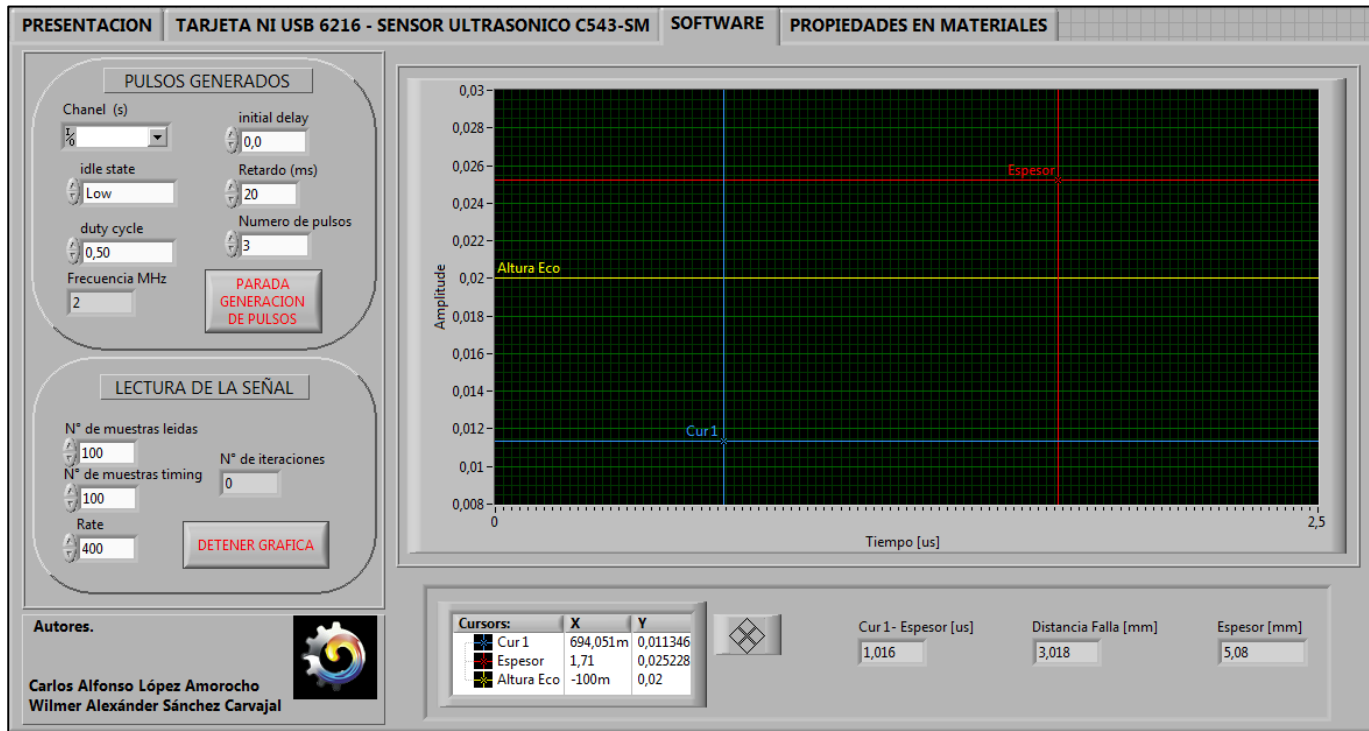 PRESENTACION
TARJETA NI USB 6216 - SENSOR ULTRASONICO C543-SM
SOFTWARE
PROPIEDADES EN MATERIALES
PULSOS GENERADOS
Chanel (s)
initial delay
0,0
idle state
Low
Retardo (ms)
20
duty cycle
0,50
Numero de pulsos
3
Frecuencia MHz
2
PARADA
GENERACION
DE PULSOS
LECTURA DE LA SEÑAL
N° de muestras leidas
100
N° de muestras timing
100
N° de iteraciones
0
Rate
400
DETENER GRAFICA
Autores.
Carlos Alfonso López Amorocho
Wilmer Alexánder Sánchez Carvajal
Amplitude
0,03
0,028
0,026
0,024
0,022
0,02
0,018
0,016
0,014
0,012
0,01
0,008
Espesor
Altura Eco
Cur 1
0
2,5
Tiempo [us]
Cursors: X Y
Cur 1 694,051m 0,011346
Espesor 1,71 0,025228
Altura Eco -100m 0,02
Cur 1- Espesor [us]
1,016
Distancia Falla [mm]
3,018
Espesor [mm]
5,08